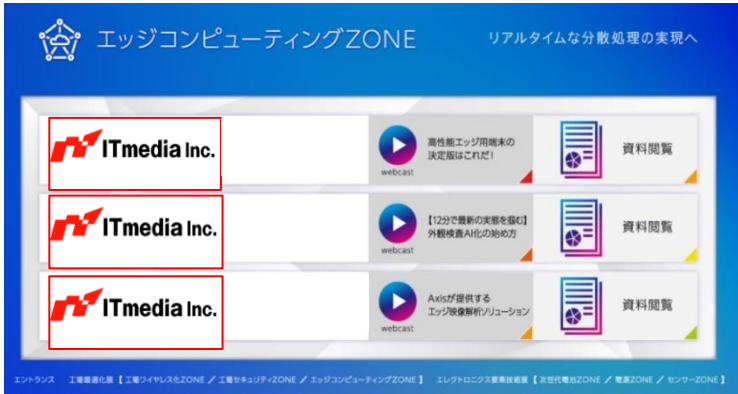 エッジコンピューティングZONE
リアルタイムな分散処理の実現へ
ITmedia Inc.
webcast
高性能エッジ用端末の
決定版はこれだ!
資料閲覧
ITmedia Inc.
webcast
【12分で最新の実態を掴む】
外観検査AI化の始め方
資料閲覧
ITmedia Inc.
webcast
Axisが提供する
エッジ映像解析ソリューション
資料閲覧
エントランス 工場最適化展【 工場ワイヤレス化ZONE / 工場セキュリティZONE / エッジコンピューティングZONE 】 エレクトロニクス要素技術展【 次世代電池ZONE / 電源ZONE / センサーZONE 】